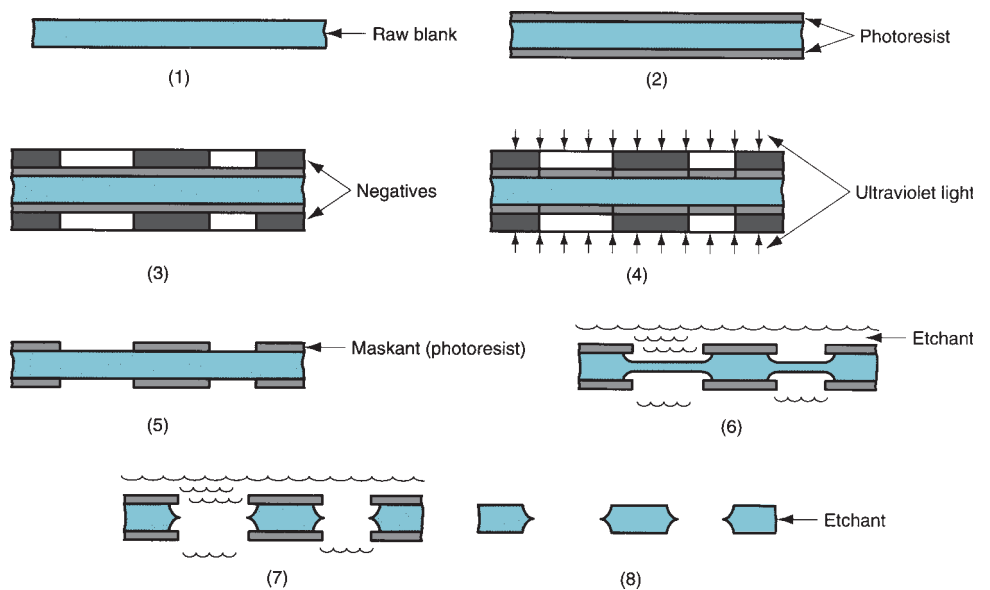 Raw blank
(1)
Photoresist
(2)
Negatives
(3)
Ultraviolet light
(4)
Maskant (photoresist)
(5)
Etchant
(6)
(7)
Etchant
(8)